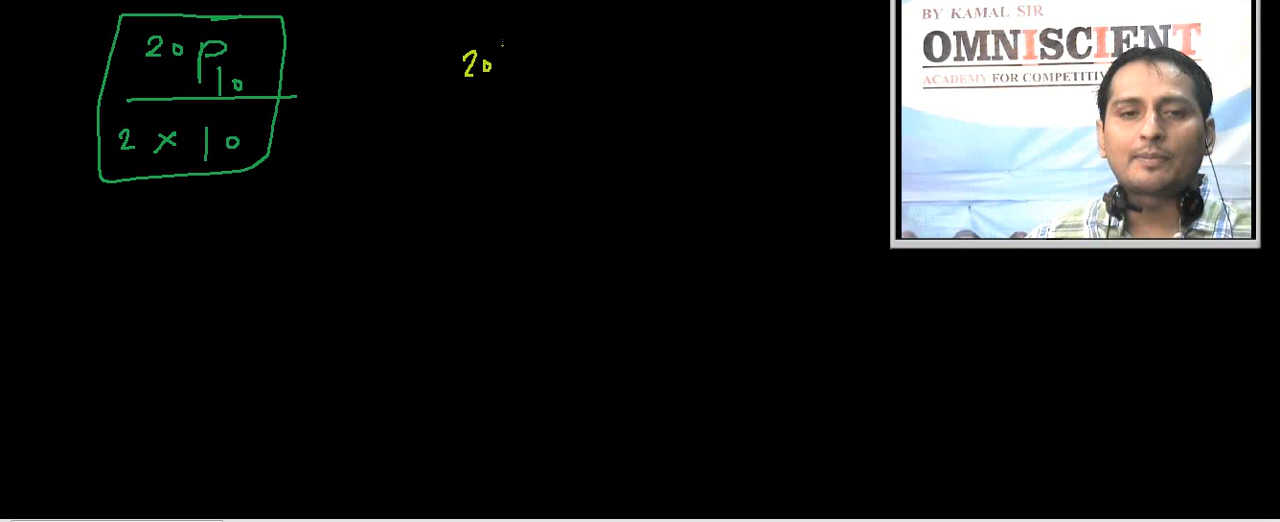 20P10
2 × 10
20
BY KAMAL SIR
OMNISCIENT
ACADEMY FOR COMPETITIV